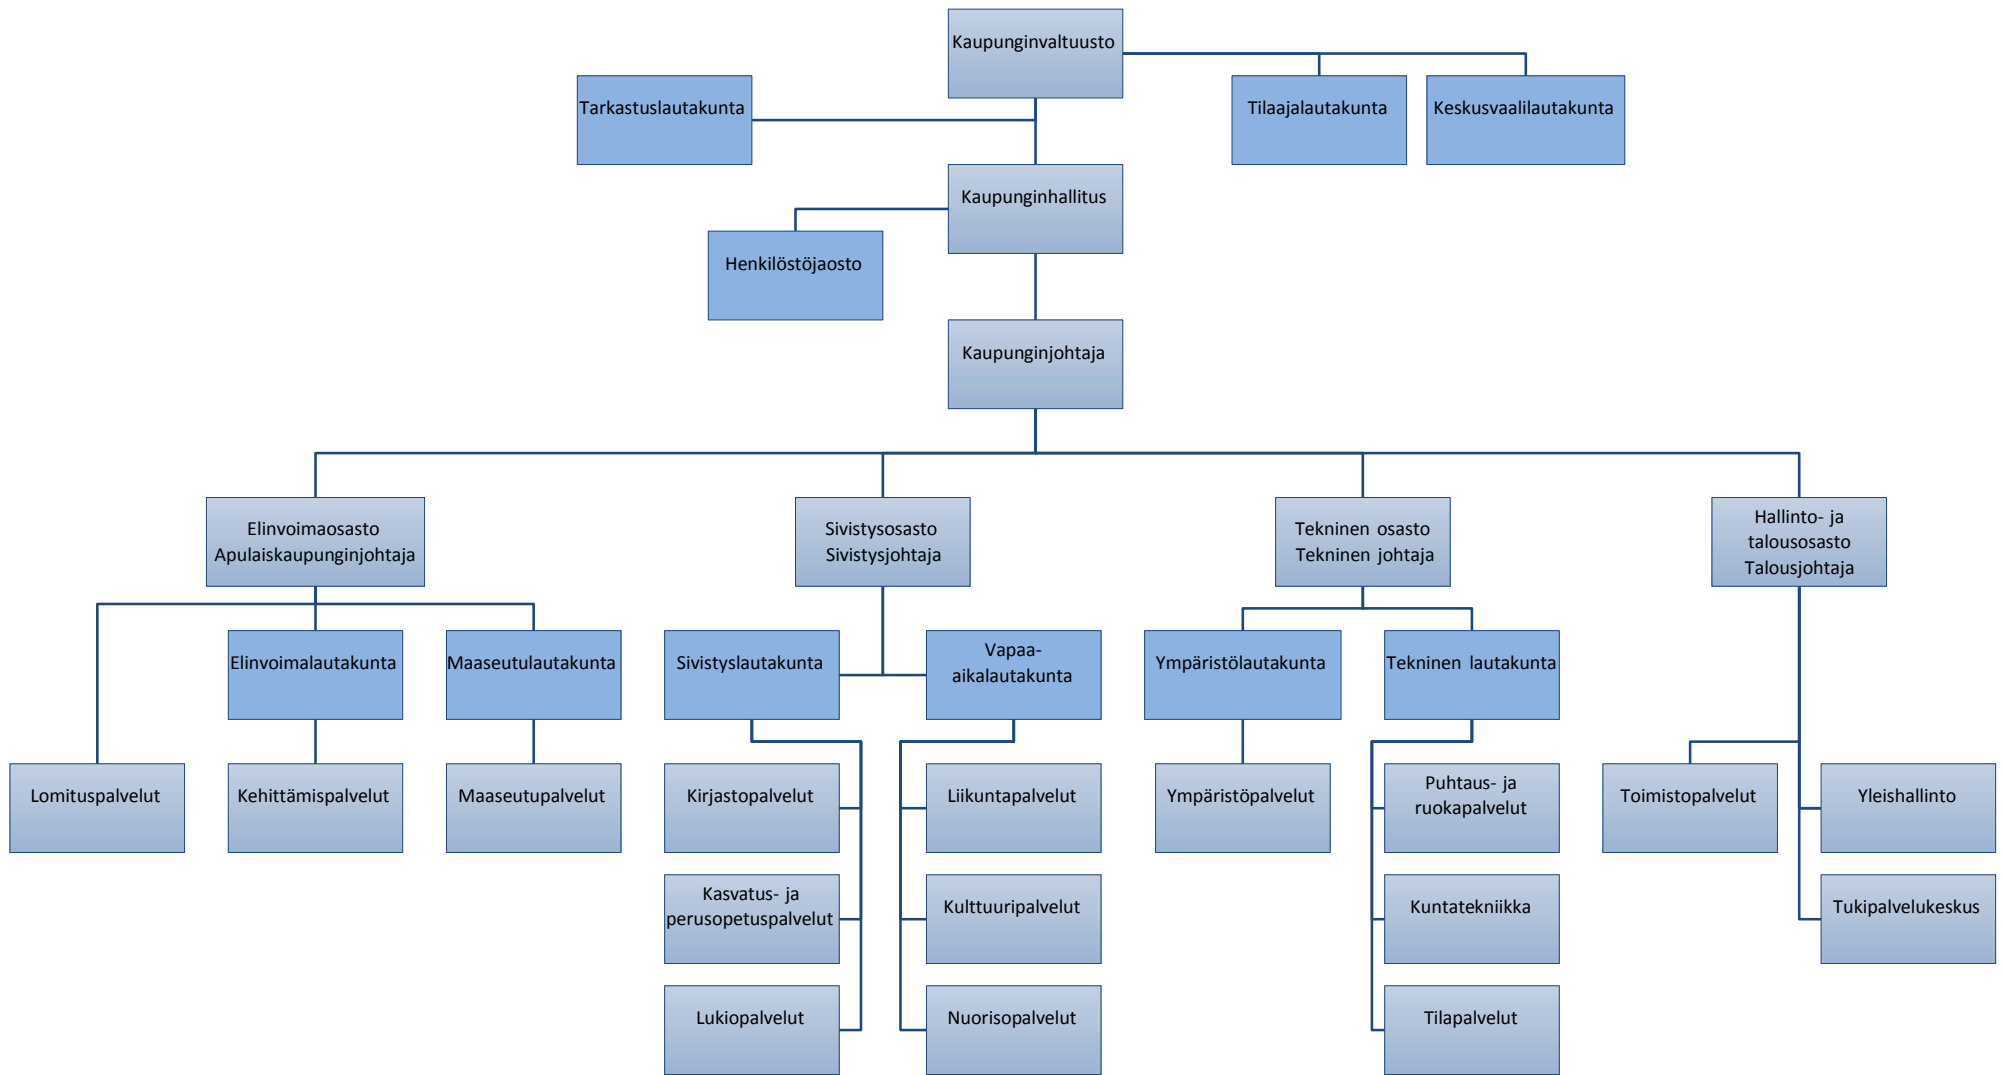 Kaupunginvaltuusto
Tarkastuslautakunta
Tilaajalautakunta
Keskusvaalilautakunta
Kaupunginhallitus
Henkilöstöjaosto
Kaupunginjohtaja
Elinvoimaosasto
Apulaiskaupunginjohtaja
Sivistysosasto
Sivistysjohtaja
Tekninen osasto
Tekninen johtaja
Hallinto- ja
talousosasto
Talousjohtaja
Elinvoimalautakunta
Maaseutulautakunta
Sivistyslautakunta
Vapaa-
aikalautakunta
Ympäristölautakunta
Tekninen lautakunta
Lomituspalvelut
Kehittämispalvelut
Maaseutupalvelut
Kirjastopalvelut
Liikuntapalvelut
Ympäristöpalvelut
Puhtaus- ja
ruokapalvelut
Toimistopalvelut
Yleishallinto
Kasvatus- ja
perusopetuspalvelut
Kulttuuripalvelut
Kuntatekniikka
Tukipalvelukeskus
Lukiopalvelut
Nuorisopalvelut
Tilapalvelut